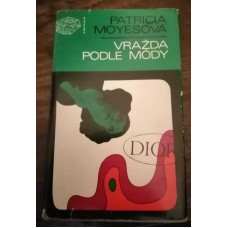 PATRICIA
MOYESOVÁ
VRAŽDA
PODLE MÓDY
DIOR